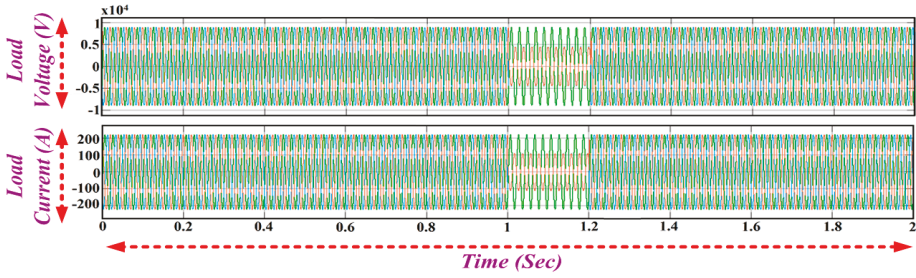 x10⁴
Load
Voltage (V)
1
0.5
0
-0.5
-1
Load
Current (A)
200
100
0
-100
-200
0 0.2 0.4 0.6 0.8 1 1.2 1.4 1.6 1.8 2
Time (Sec)